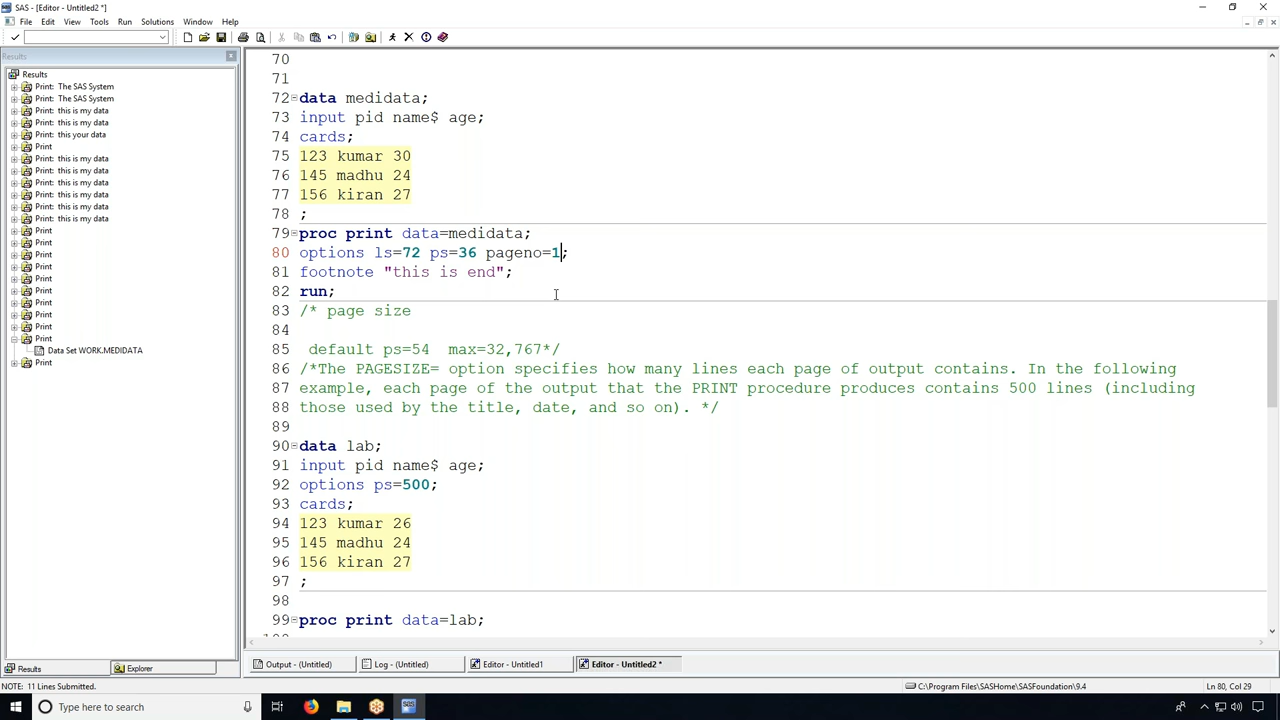 SAS - [Editor - Untitled2 *]
File Edit View Tools Run Solutions Window Help
Results
Results
Print: The SAS System
Print: The SAS System
Print: this is my data
Print: this is my data
Print: this your data
Print
Print: this is my data
Print: this is my data
Print: this is my data
Print: this is my data
Print: this is my data
Print: this is my data
Print
Print
Print
Print
Print
Print
Print
Print
Print
Print
Data Set WORK.MEDIDATA
Print
70
71
72 data medidata;
73 input pid name$ age;
74 cards;
75 123 kumar 30
76 145 madhu 24
77 156 kiran 27
78 ;
79 proc print data=medidata;
80 options ls=72 ps=36 pageno=1;
81 footnote "this is end";
82 run;
83 /* page size
84
85 default ps=54 max=32,767*/
86 /*The PAGESIZE= option specifies how many lines each page of output contains. In the following
87 example, each page of the output that the PRINT procedure produces contains 500 lines (including
88 those used by the title, date, and so on). */
89
90 data lab;
91 input pid name$ age;
92 options ps=500;
93 cards;
94 123 kumar 26
95 145 madhu 24
96 156 kiran 27
97 ;
98
99 proc print data=lab;
Results Explorer
Output - (Untitled) Log - (Untitled) Editor - Untitled1 Editor - Untitled2 *
NOTE: 11 Lines Submitted.
C:\Program Files\SASHome\SASFoundation\9.4
Ln 80, Col 29
Type here to search